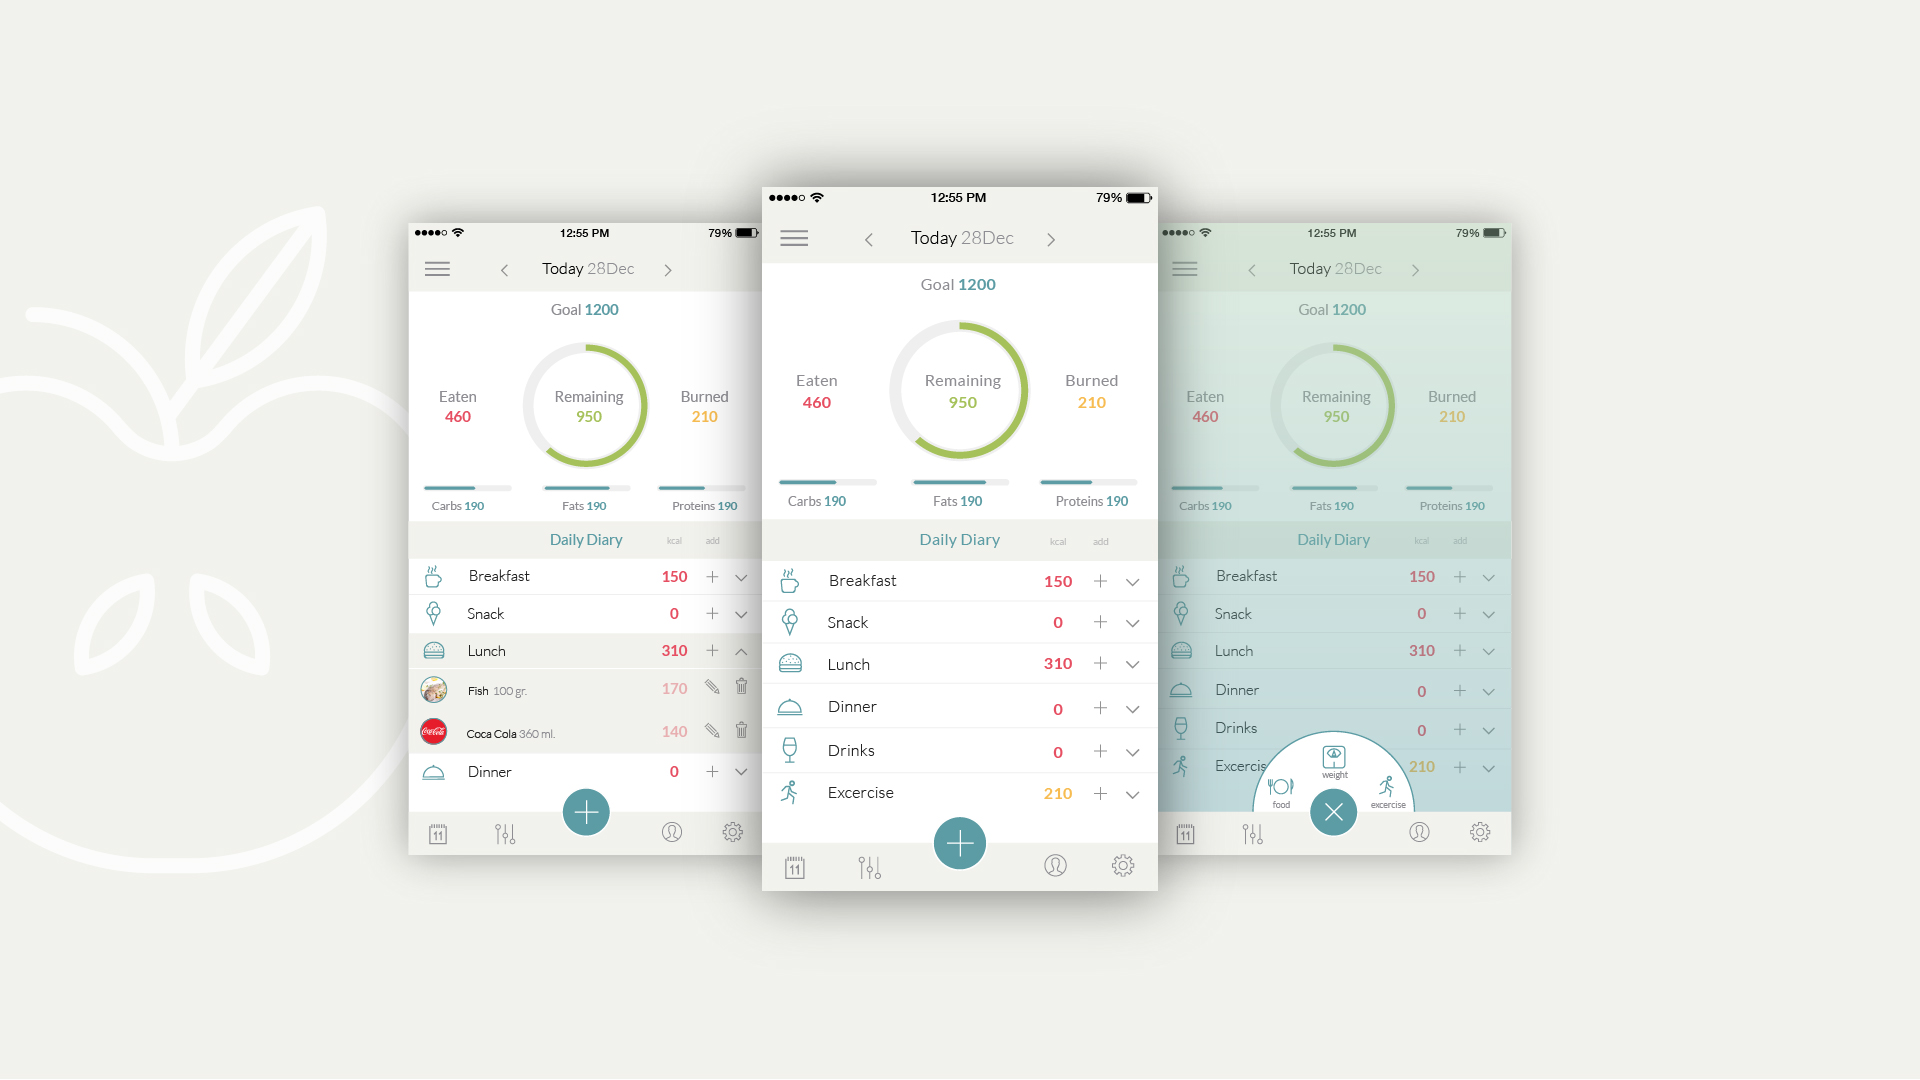 12:55 PM 79%
Today 28Dec
Goal 1200
Eaten Remaining Burned
460 950 210
Carbs 190 Fats 190 Proteins 190
Daily Diary kcal add
Breakfast 150
Snack 0
Lunch 310
Fish 100 gr. 170
Coca Cola
Coca Cola 360 ml. 140
Dinner 0
11
12:55 PM 79%
Today 28Dec
Goal 1200
Eaten Remaining Burned
460 950 210
Carbs 190 Fats 190 Proteins 190
Daily Diary kcal add
Breakfast 150
Snack 0
Lunch 310
Dinner 0
Drinks 0
Excercise 210
11
12:55 PM 79%
Today 28Dec
Goal 1200
Eaten Remaining Burned
460 950 210
Carbs 190 Fats 190 Proteins 190
Daily Diary kcal add
Breakfast 150
Snack 0
Lunch 310
Dinner 0
Drinks 0
Excercis 210
weight
food excercise
11